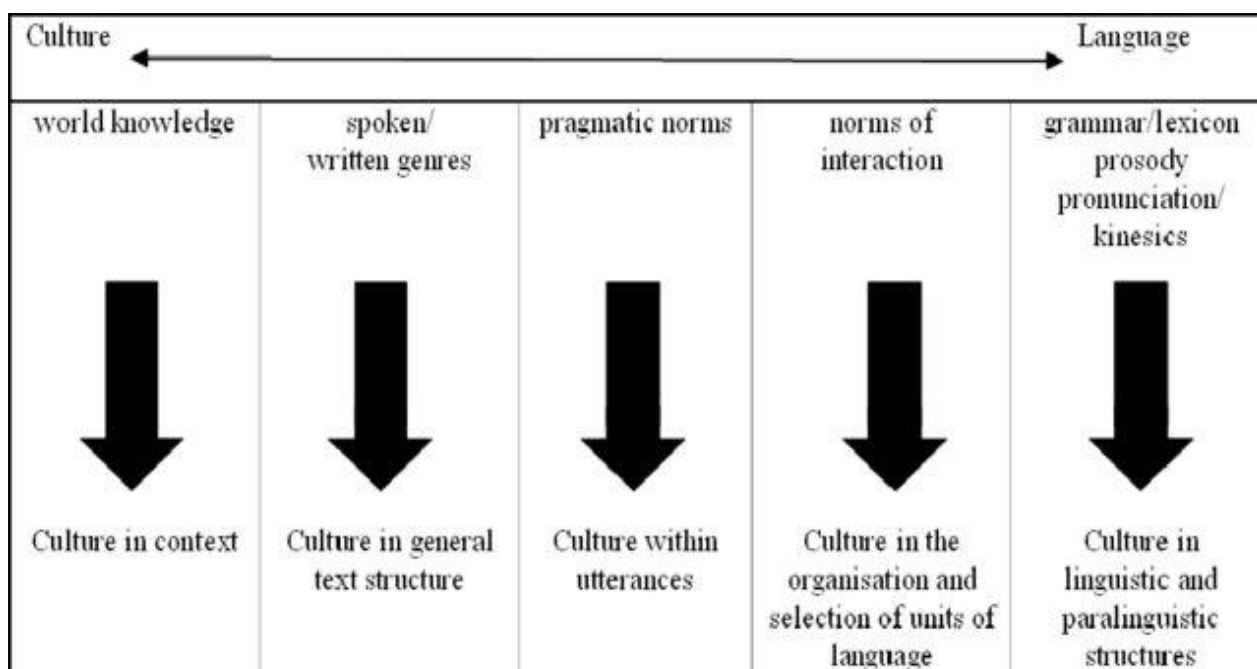 Culture
Language
world knowledge
spoken/
written genres
pragmatic norms
norms of
interaction
grammar/lexicon
prosody
pronunciation/
kinesics
Culture in context
Culture in general
text structure
Culture within
utterances
Culture in the
organisation and
selection of units of
language
Culture in
linguistic and
paralinguistic
structures